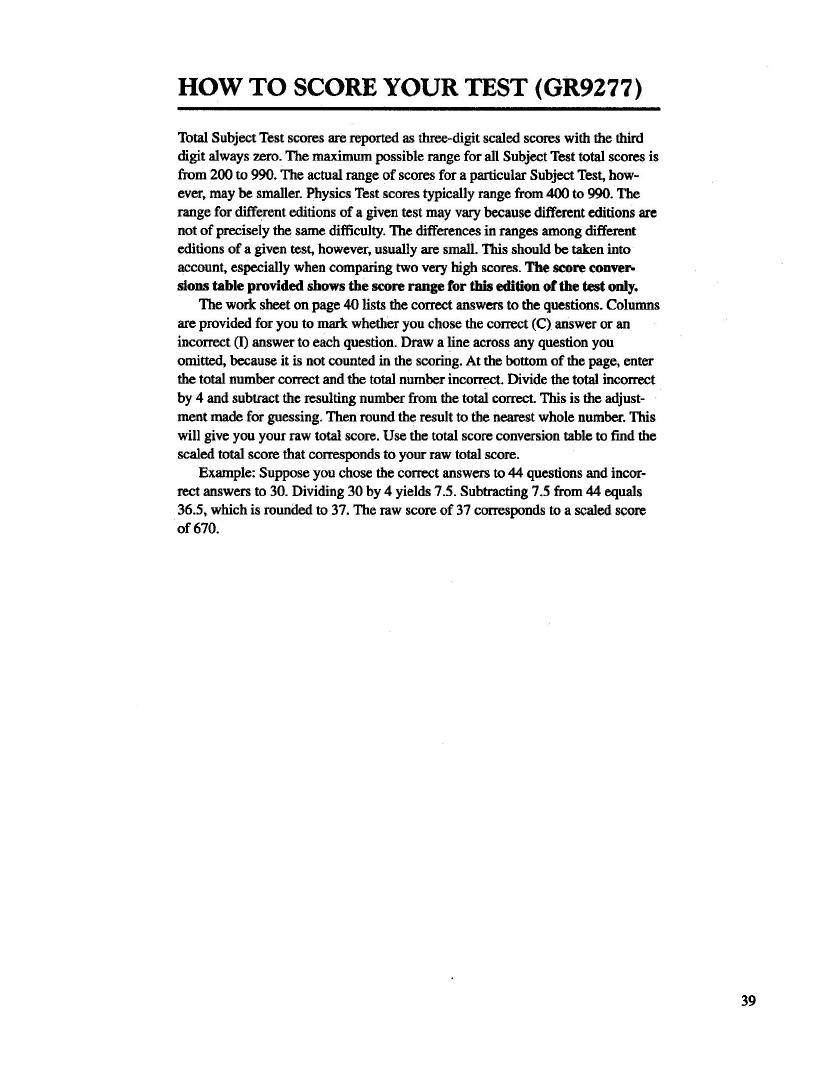 HOW TO SCORE YOUR TEST (GR9277)
Total Subject Test scores are reported as three-digit scaled scores with the third
digit always zero. The maximum possible range for all Subject Test total scores is
from 200 to 990. The actual range of scores for a particular Subject Test, how-
ever, may be smaller. Physics Test scores typically range from 400 to 990. The
range for different editions of a given test may vary because different editions are
not of precisely the same difficulty. The differences in ranges among different
editions of a given test, however, usually are small. This should be taken into
account, especially when comparing two very high scores. The score conver-
sions table provided shows the score range for this edition of the test only.
The work sheet on page 40 lists the correct answers to the questions. Columns
are provided for you to mark whether you chose the correct (C) answer or an
incorrect (I) answer to each question. Draw a line across any question you
omitted, because it is not counted in the scoring. At the bottom of the page, enter
the total number correct and the total number incorrect. Divide the total incorrect
by 4 and subtract the resulting number from the total correct. This is the adjust-
ment made for guessing. Then round the result to the nearest whole number. This
will give you your raw total score. Use the total score conversion table to find the
scaled total score that corresponds to your raw total score.
Example: Suppose you chose the correct answers to 44 questions and incor-
rect answers to 30. Dividing 30 by 4 yields 7.5. Subtracting 7.5 from 44 equals
36.5, which is rounded to 37. The raw score of 37 corresponds to a scaled score
of 670.
39